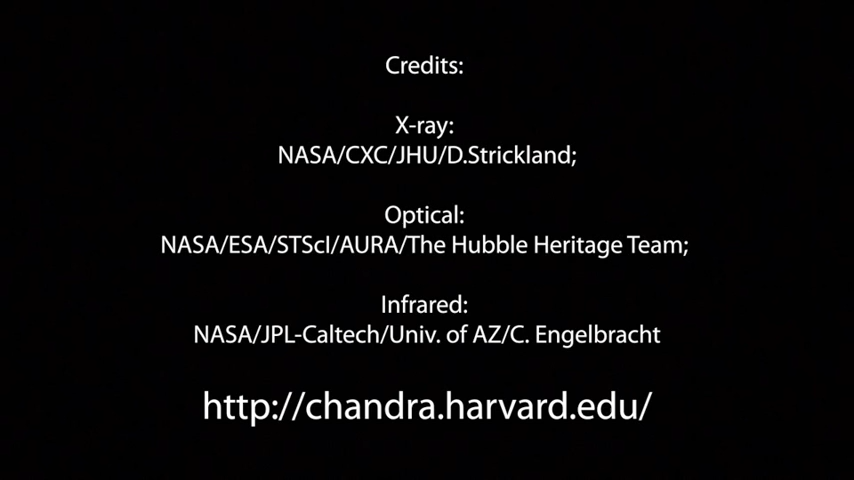 Credits:
X-ray:
NASA/CXC/JHU/D.Strickland;
Optical:
NASA/ESA/STScI/AURA/The Hubble Heritage Team;
Infrared:
NASA/JPL-Caltech/Univ. of AZ/C. Engelbracht
http://chandra.harvard.edu/